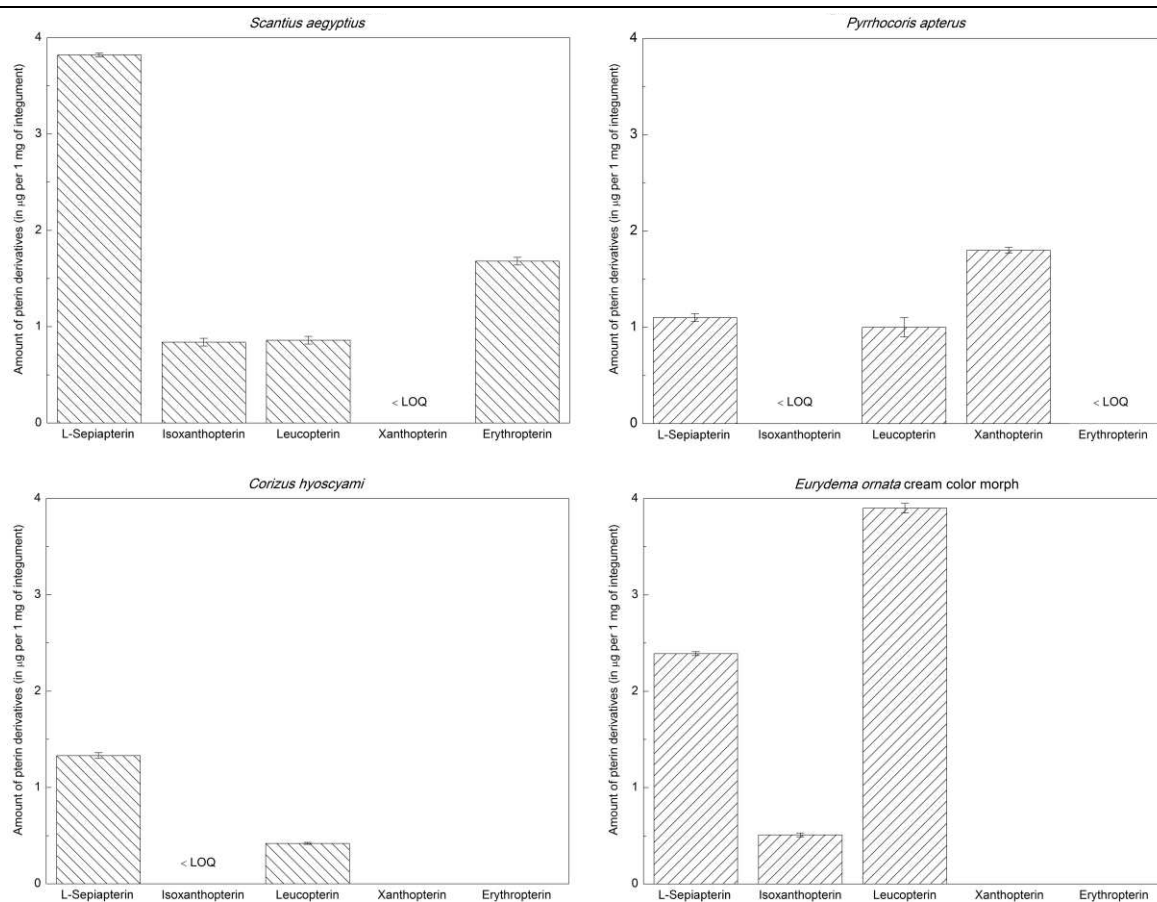 Scantius aegyptius
Amount of pterin derivatives (in μg per 1 mg of integument)
4
3
2
1
0
< LOQ
L-Sepiapterin Isoxanthopterin Leucopterin Xanthopterin Erythropterin
Pyrrhocoris apterus
Amount of pterin derivatives (in μg per 1 mg of integument)
4
3
2
1
0
< LOQ
< LOQ
L-Sepiapterin Isoxanthopterin Leucopterin Xanthopterin Erythropterin
Corizus hyoscyami
Amount of pterin derivatives (in μg per 1 mg of integument)
4
3
2
1
0
< LOQ
L-Sepiapterin Isoxanthopterin Leucopterin Xanthopterin Erythropterin
Eurydema ornata cream color morph
Amount of pterin derivatives (in μg per 1 mg of integument)
4
3
2
1
0
L-Sepiapterin Isoxanthopterin Leucopterin Xanthopterin Erythropterin